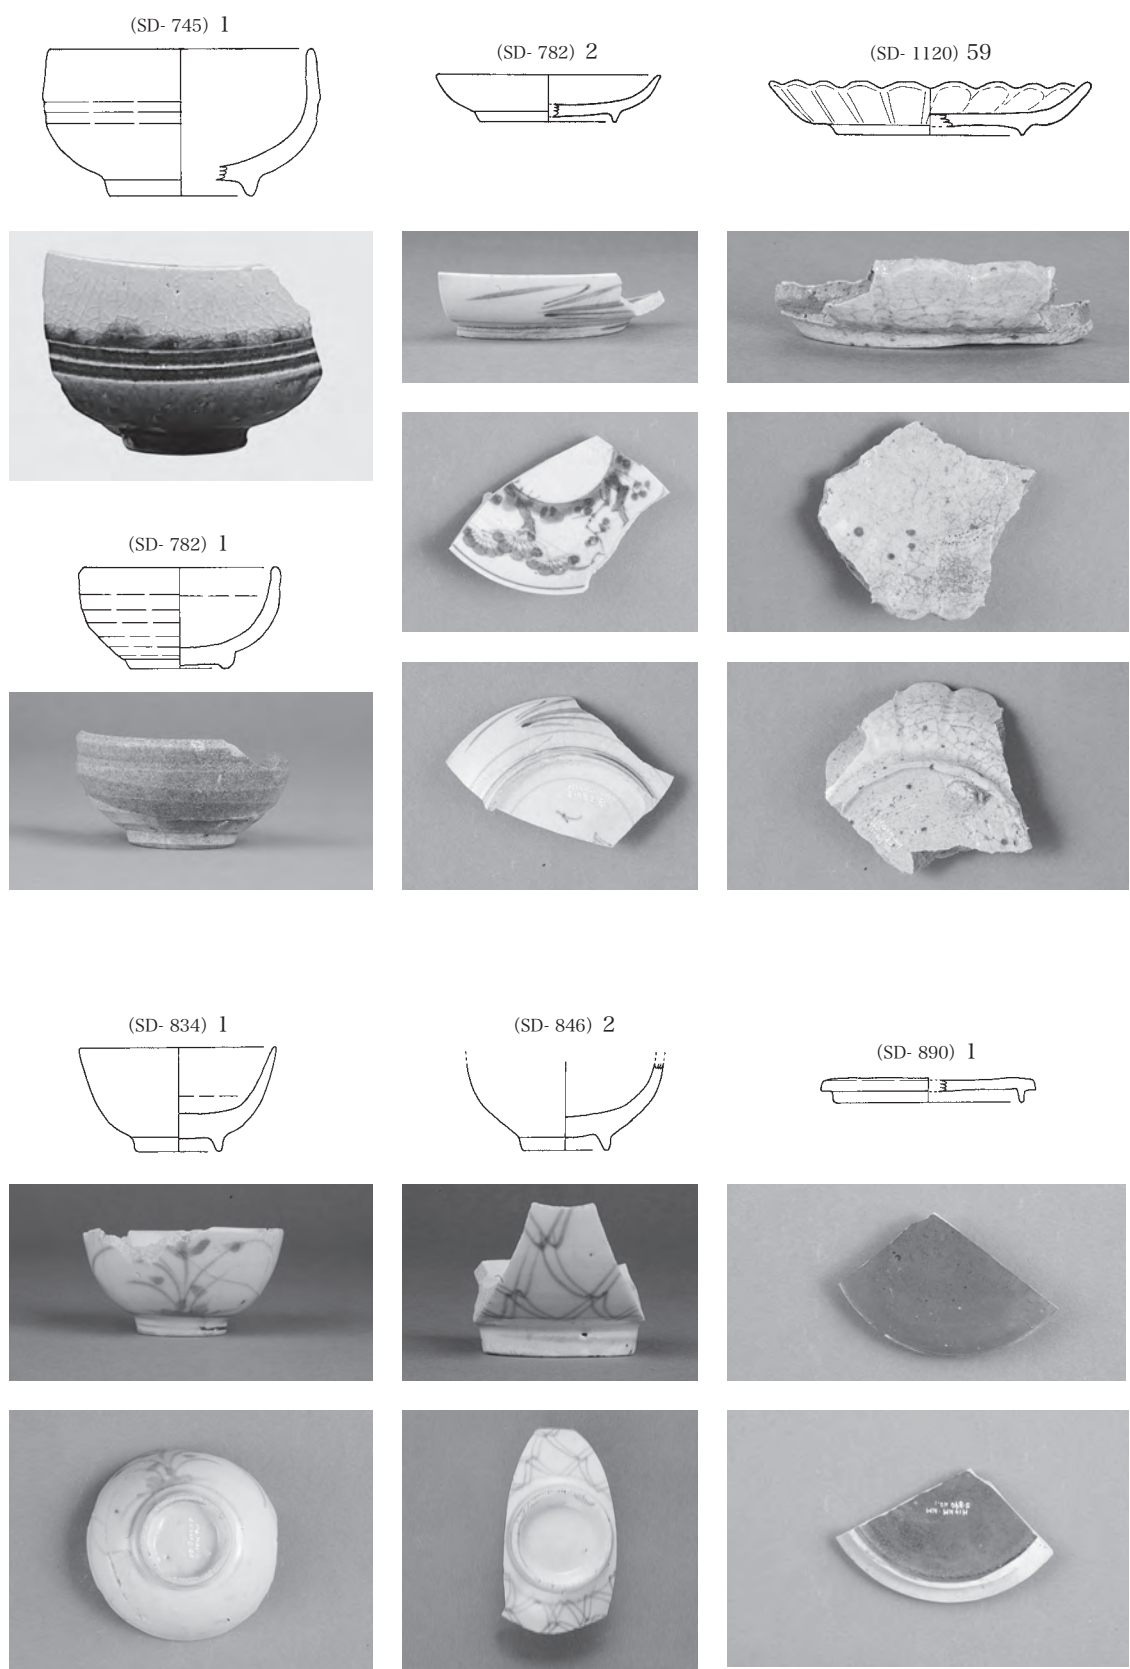 (SD- 745) 1
(SD- 782) 2
(SD- 1120) 59
(SD- 782) 1
(SD- 834) 1
(SD- 846) 2
(SD- 890) 1